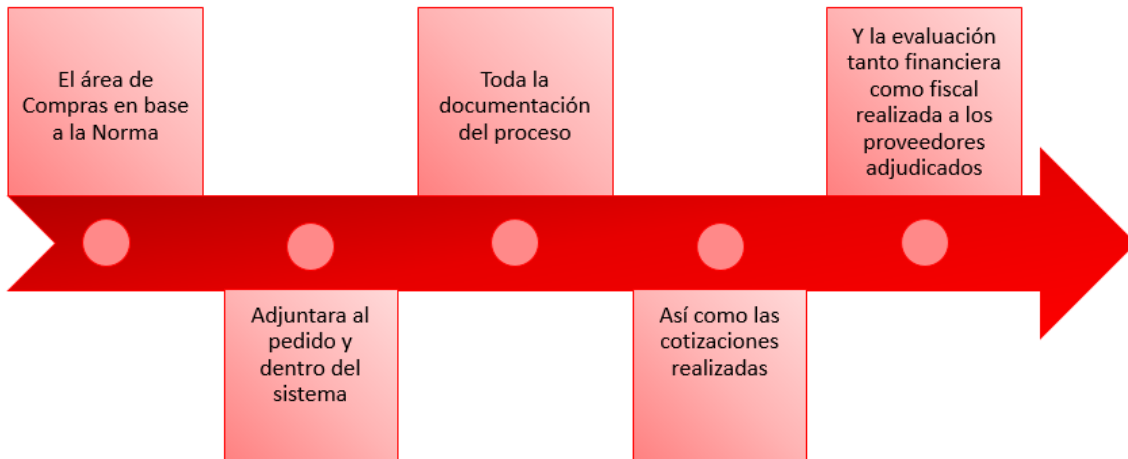 El área de
Compras en base
a la Norma
Adjuntara al
pedido y
dentro del
sistema
Toda la
documentación
del proceso
Así como las
cotizaciones
realizadas
Y la evaluación
tanto financiera
como fiscal
realizada a los
proveedores
adjudicados